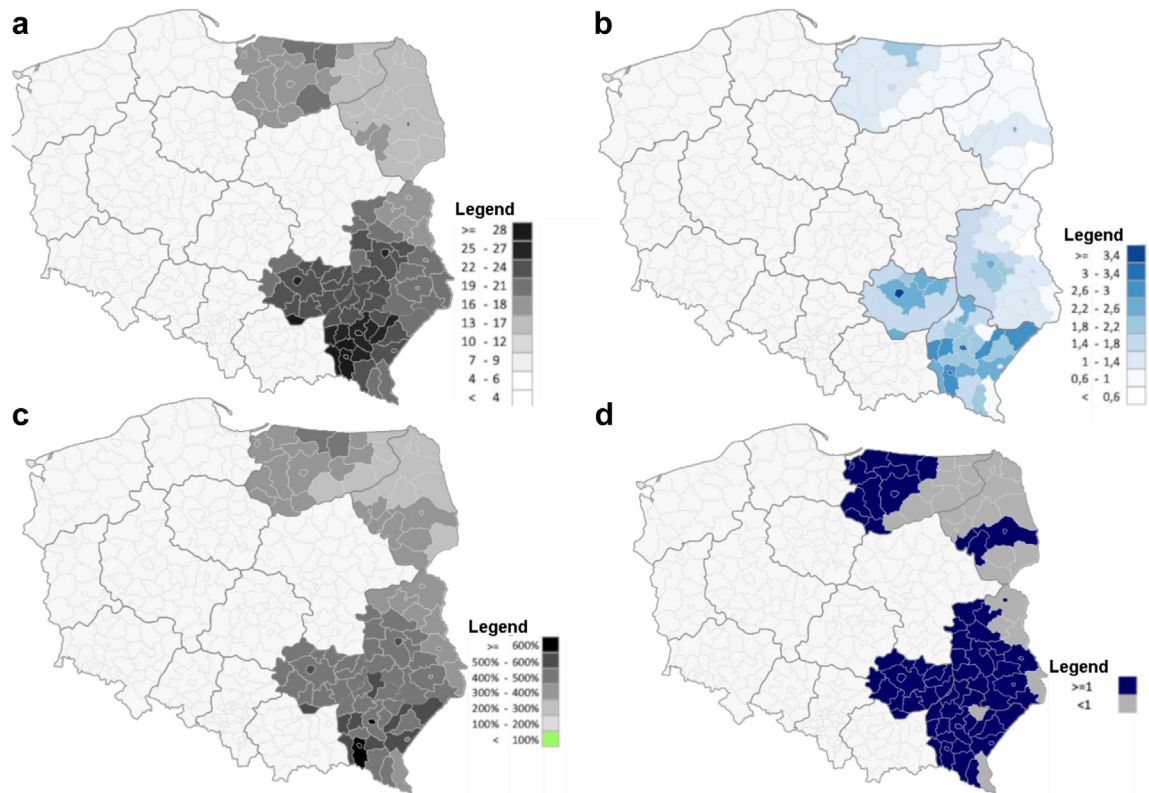 a
Legend
>= 28
25 - 27
22 - 24
19 - 21
16 - 18
13 - 17
10 - 12
7 - 9
4 - 6
< 4
b
Legend
>= 3,4
3 - 3,4
2,6 - 3
2,2 - 2,6
1,8 - 2,2
1,4 - 1,8
1 - 1,4
0,6 - 1
< 0,6
c
Legend
>= 600%
500% - 600%
400% - 500%
300% - 400%
200% - 300%
100% - 200%
< 100%
d
Legend
>=1
<1